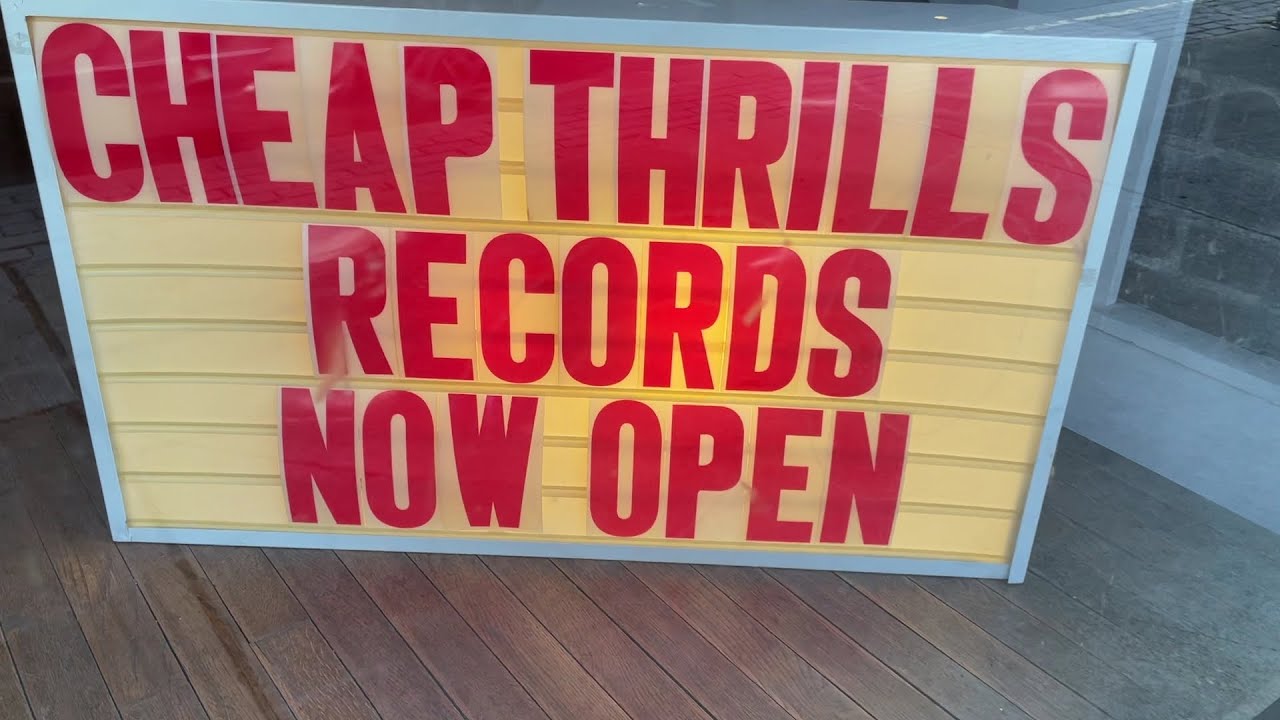 CHEAP THRILLS
RECORDS
NOW OPEN